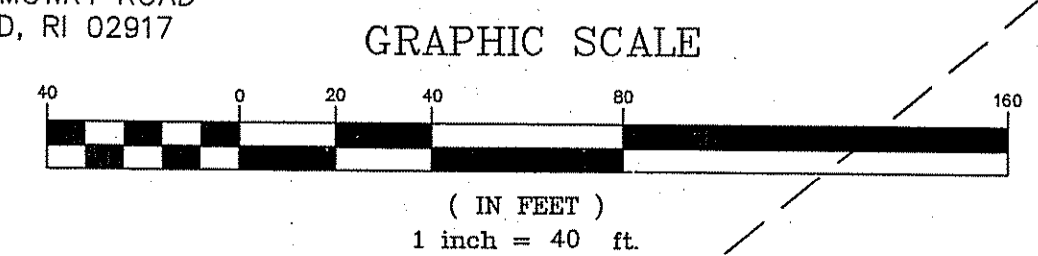 D, RI 02917
GRAPHIC SCALE
40 0 20 40 80 160
( IN FEET )
1 inch = 40 ft.